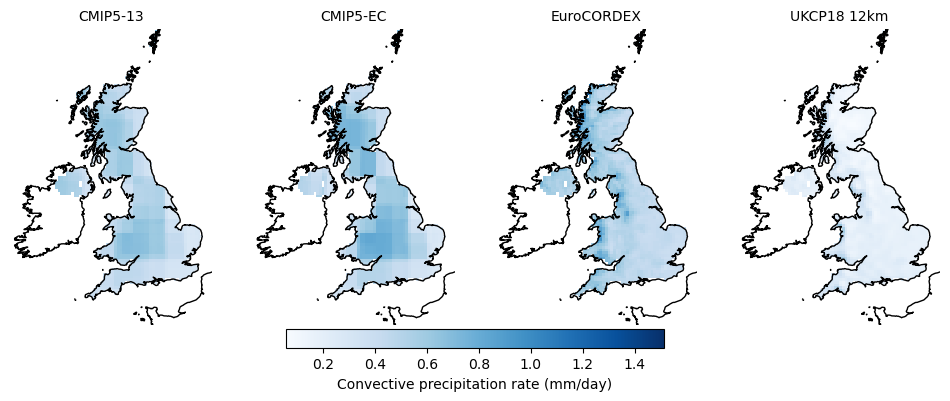 CMIP5-13 CMIP5-EC EuroCORDEX UKCP18 12km
0.2 0.4 0.6 0.8 1.0 1.2 1.4
Convective precipitation rate (mm/day)